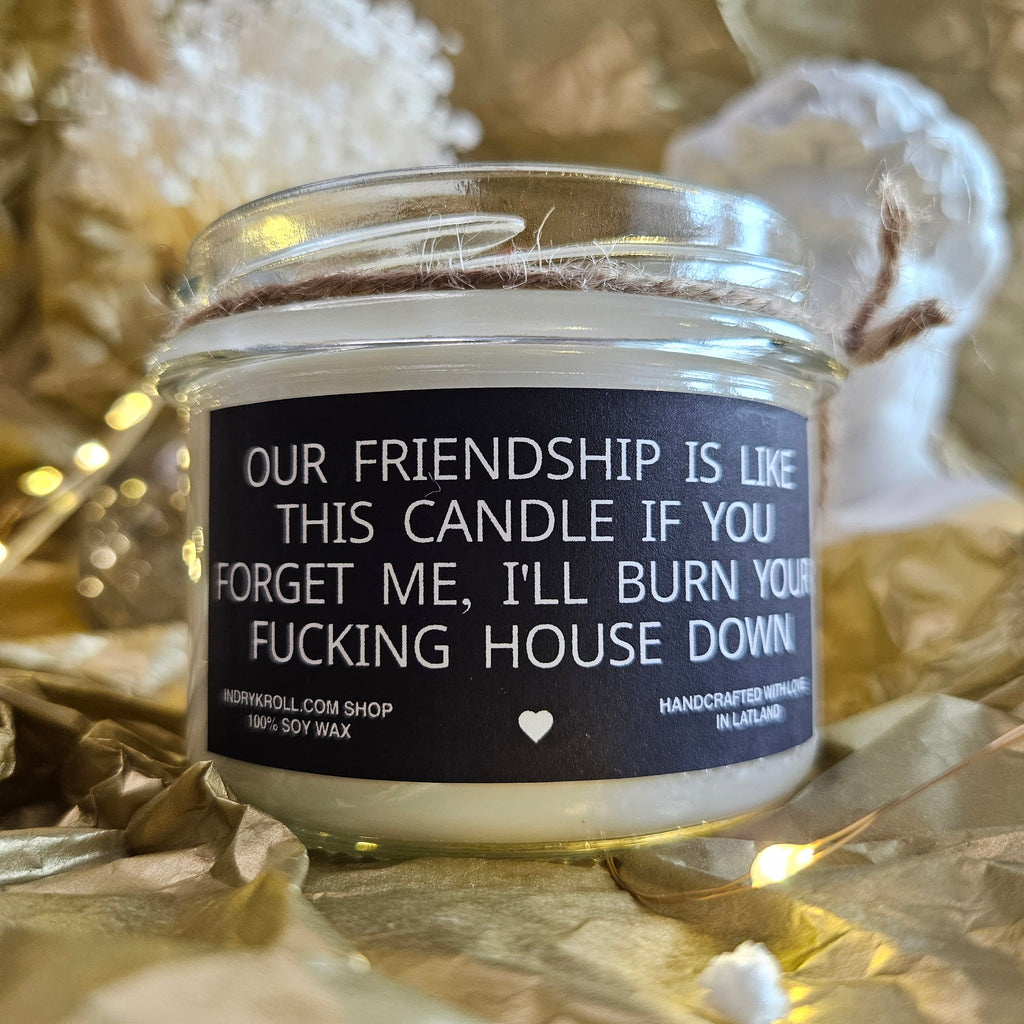 OUR FRIENDSHIP IS LIKE
THIS CANDLE IF YOU
FORGET ME, I'LL BURN YOUR
FUCKING HOUSE DOWN
INDRYKROLL.COM SHOP
100% SOY WAX
HANDCRAFTED WITH LOVE
IN LATLAND